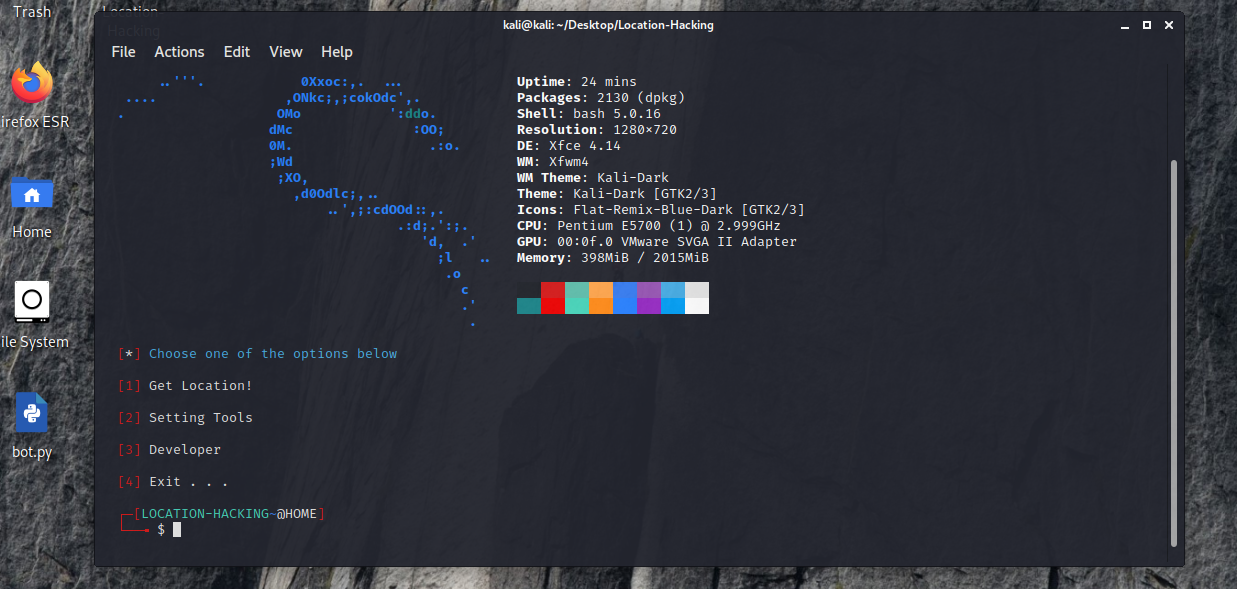 Trash
Location
Hacking
kali@kali: ~/Desktop/Location-Hacking
File Actions Edit View Help
irefox ESR
Home
ile System
bot.py
..'''. 0Xxoc:,. ...
.... ,ONkc;,;cokOdc',.
. OMo ':ddo.
dMc :OO;
0M. .:o.
;Wd
;XO,
,d0Odlc;,..
..',;:cdOOd::,.
.:d;.':;.
'd, .'
;l ..
.o
c
.'
.
Uptime: 24 mins
Packages: 2130 (dpkg)
Shell: bash 5.0.16
Resolution: 1280×720
DE: Xfce 4.14
WM: Xfwm4
WM Theme: Kali-Dark
Theme: Kali-Dark [GTK2/3]
Icons: Flat-Remix-Blue-Dark [GTK2/3]
CPU: Pentium E5700 (1) @ 2.999GHz
GPU: 00:0f.0 VMware SVGA II Adapter
Memory: 398MiB / 2015MiB
[*] Choose one of the options below
[1] Get Location!
[2] Setting Tools
[3] Developer
[4] Exit . . .
┌─[LOCATION-HACKING~@HOME]
└──╼ $